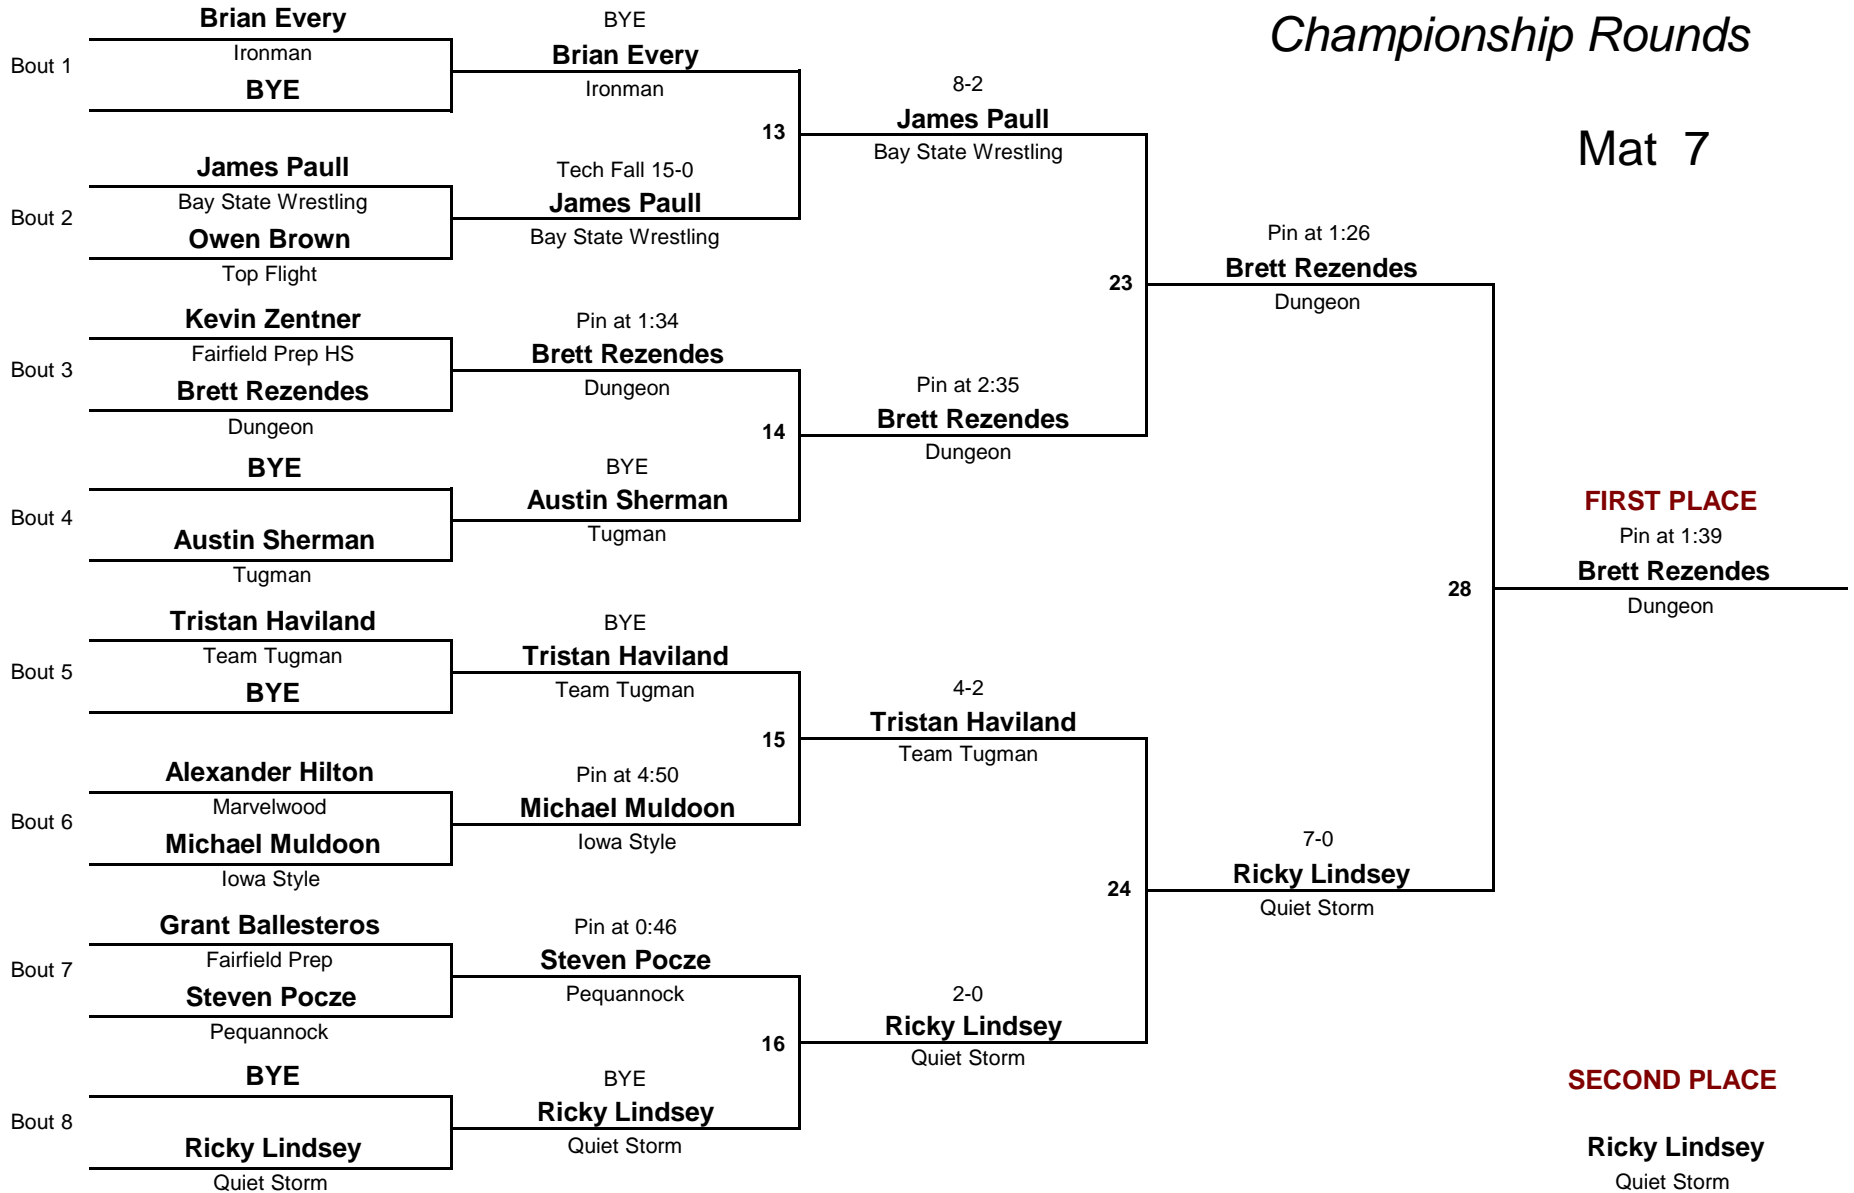 Championship Rounds
Mat 7
Bout 1
Brian Every
Ironman
BYE
Bout 2
James Paull
Bay State Wrestling
Owen Brown
Top Flight
Bout 3
Kevin Zentner
Fairfield Prep HS
Brett Rezendes
Dungeon
Bout 4
BYE
Austin Sherman
Tugman
Bout 5
Tristan Haviland
Team Tugman
BYE
Bout 6
Alexander Hilton
Marvelwood
Michael Muldoon
Iowa Style
Bout 7
Grant Ballesteros
Fairfield Prep
Steven Pocze
Pequannock
Bout 8
BYE
Ricky Lindsey
Quiet Storm
BYE
Brian Every
Ironman
13
Tech Fall 15-0
James Paull
Bay State Wrestling
Pin at 1:34
Brett Rezendes
Dungeon
14
BYE
Austin Sherman
Tugman
BYE
Tristan Haviland
Team Tugman
15
Pin at 4:50
Michael Muldoon
Iowa Style
Pin at 0:46
Steven Pocze
Pequannock
16
BYE
Ricky Lindsey
Quiet Storm
8-2
James Paull
Bay State Wrestling
23
Pin at 2:35
Brett Rezendes
Dungeon
4-2
Tristan Haviland
Team Tugman
24
2-0
Ricky Lindsey
Quiet Storm
Pin at 1:26
Brett Rezendes
Dungeon
28
7-0
Ricky Lindsey
Quiet Storm
FIRST PLACE
Pin at 1:39
Brett Rezendes
Dungeon
SECOND PLACE
Ricky Lindsey
Quiet Storm